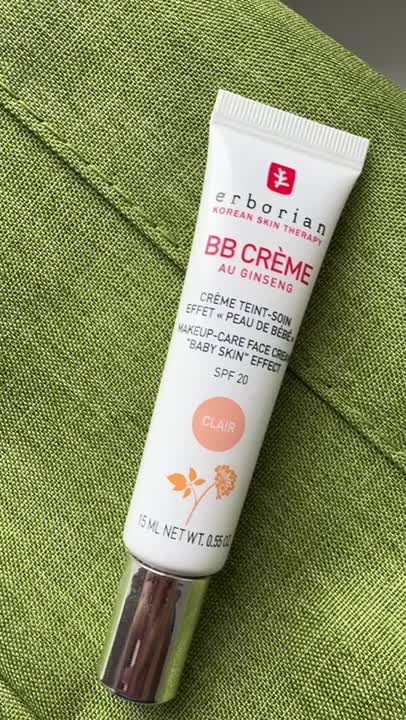 erborian
KOREAN SKIN THERAPY
BB CRÈME
AU GINSENG
CRÈME TEINT-SOIN
EFFET « PEAU DE BÉBÉ »
MAKEUP-CARE FACE CREAM
"BABY SKIN" EFFECT
SPF 20
CLAIR
15 ML NET WT. 0.55 OZ